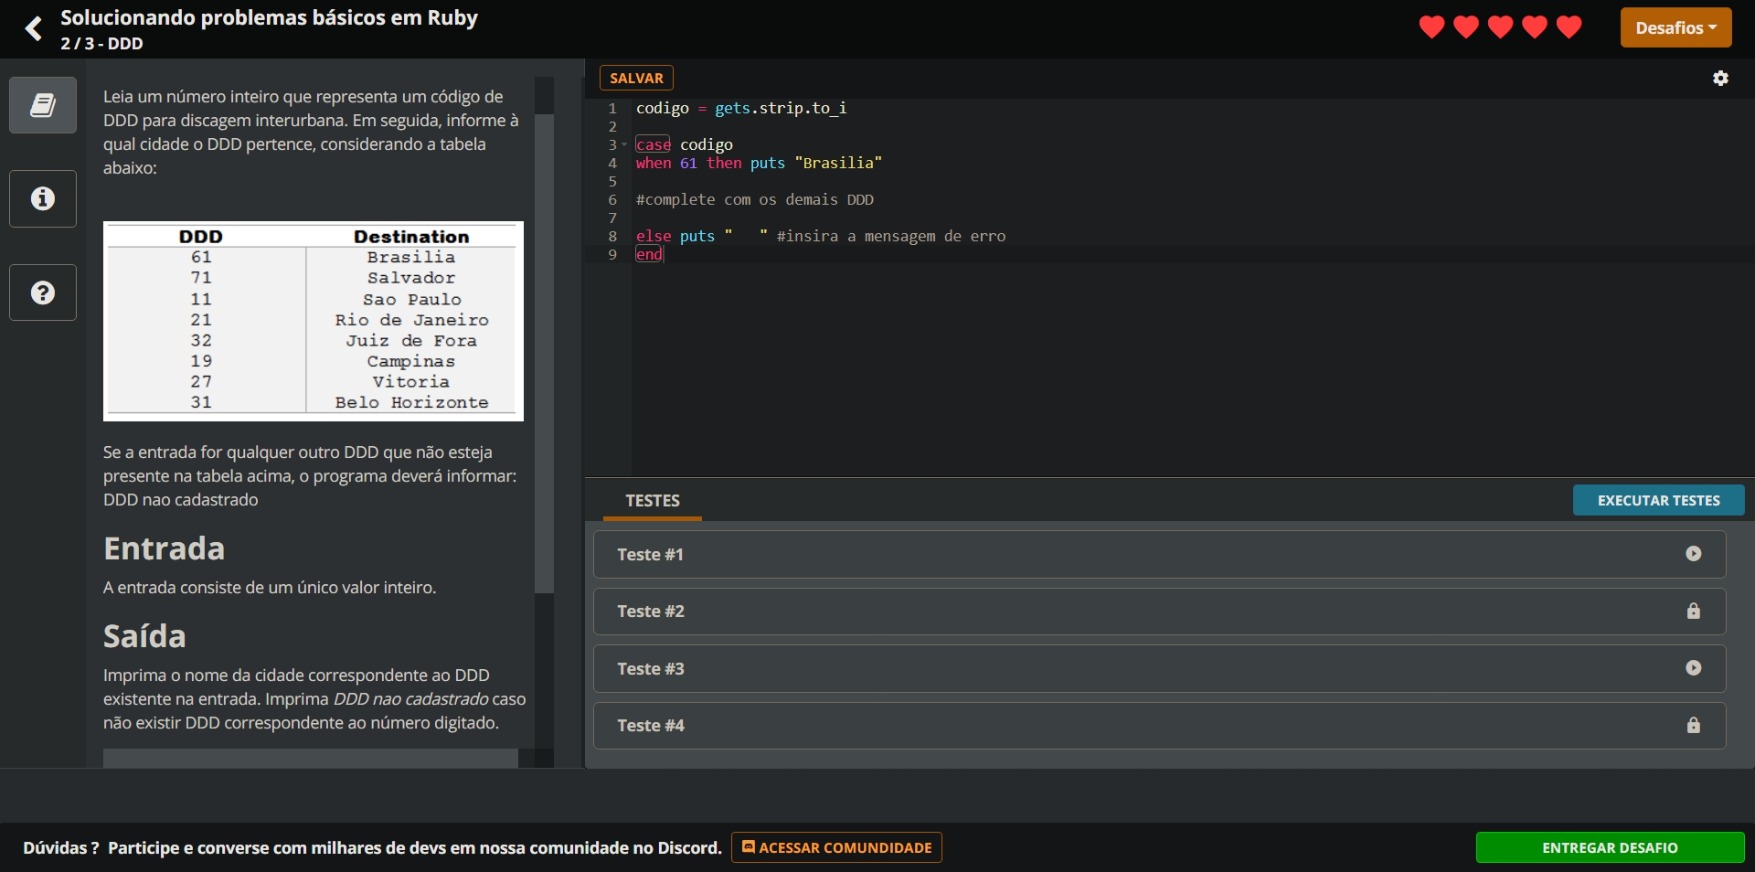 Solucionando problemas básicos em Ruby
2 / 3 - DDD
Desafios
Leia um número inteiro que representa um código de
DDD para discagem interurbana. Em seguida, informe à
qual cidade o DDD pertence, considerando a tabela
abaixo:
DDD Destination
61 Brasilia
71 Salvador
11 Sao Paulo
21 Rio de Janeiro
32 Juiz de Fora
19 Campinas
27 Vitoria
31 Belo Horizonte
Se a entrada for qualquer outro DDD que não esteja
presente na tabela acima, o programa deverá informar:
DDD nao cadastrado
Entrada
A entrada consiste de um único valor inteiro.
Saída
Imprima o nome da cidade correspondente ao DDD
existente na entrada. Imprima DDD nao cadastrado caso
não existir DDD correspondente ao número digitado.
SALVAR
1 codigo = gets.strip.to_i
2
3 case codigo
4 when 61 then puts "Brasilia"
5
6 #complete com os demais DDD
7
8 else puts "   " #insira a mensagem de erro
9 end
TESTES
EXECUTAR TESTES
Teste #1
Teste #2
Teste #3
Teste #4
Dúvidas ? Participe e converse com milhares de devs em nossa comunidade no Discord.
ACESSAR COMUNDIDADE
ENTREGAR DESAFIO